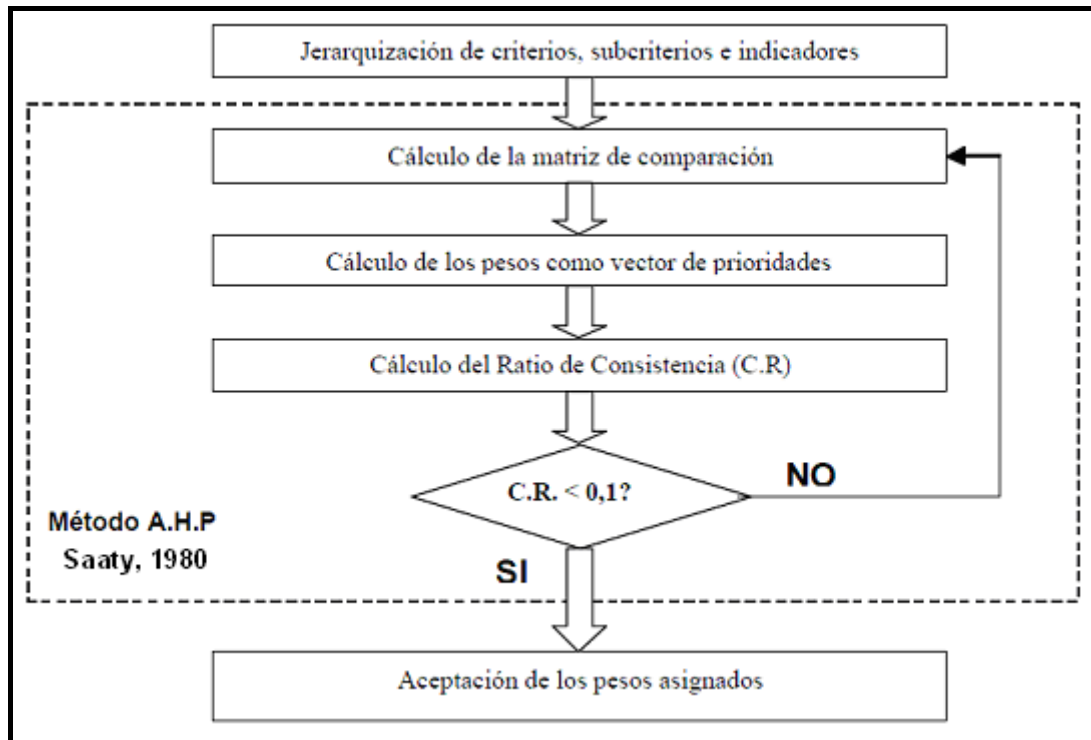 Jerarquización de criterios, subcriterios e indicadores
Cálculo de la matriz de comparación
Cálculo de los pesos como vector de prioridades
Cálculo del Ratio de Consistencia (C.R)
C.R. < 0,1?
NO
Método A.H.P
Saaty, 1980
SI
Aceptación de los pesos asignados